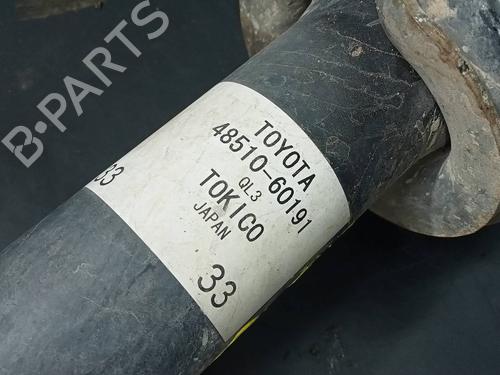 B-PARTS
TOYOTA
48510-60191
QL3
TOKICO
JAPAN
33
33